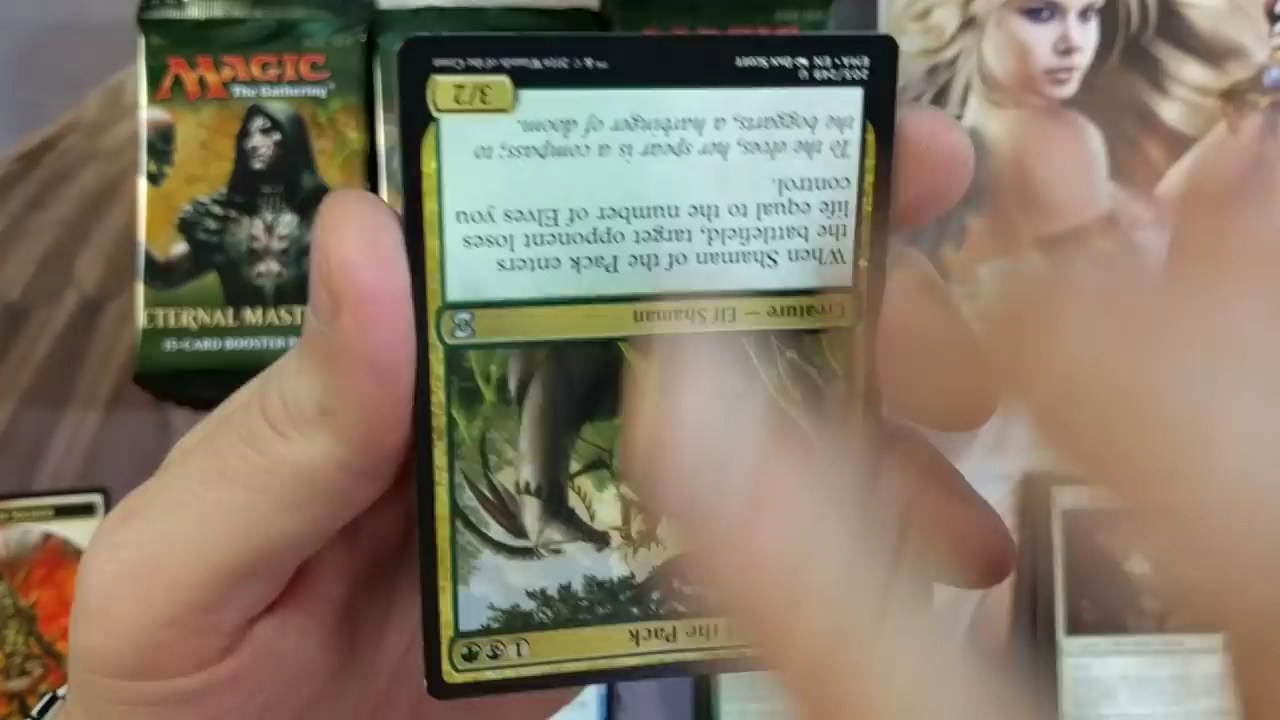 MAGIC
The Gathering
ETERNAL MAST
15-CARD BOOSTER P
the Pack
1
Creature — Elf Shaman
When Shaman of the Pack enters
the battlefield, target opponent loses
life equal to the number of Elves you
control.
To the elves, her spear is a compass; to
the boggarts, a harbinger of doom.
3/2
205/249 U
EMA • EN Dan Scott
™ & © 2016 Wizards of the Coast